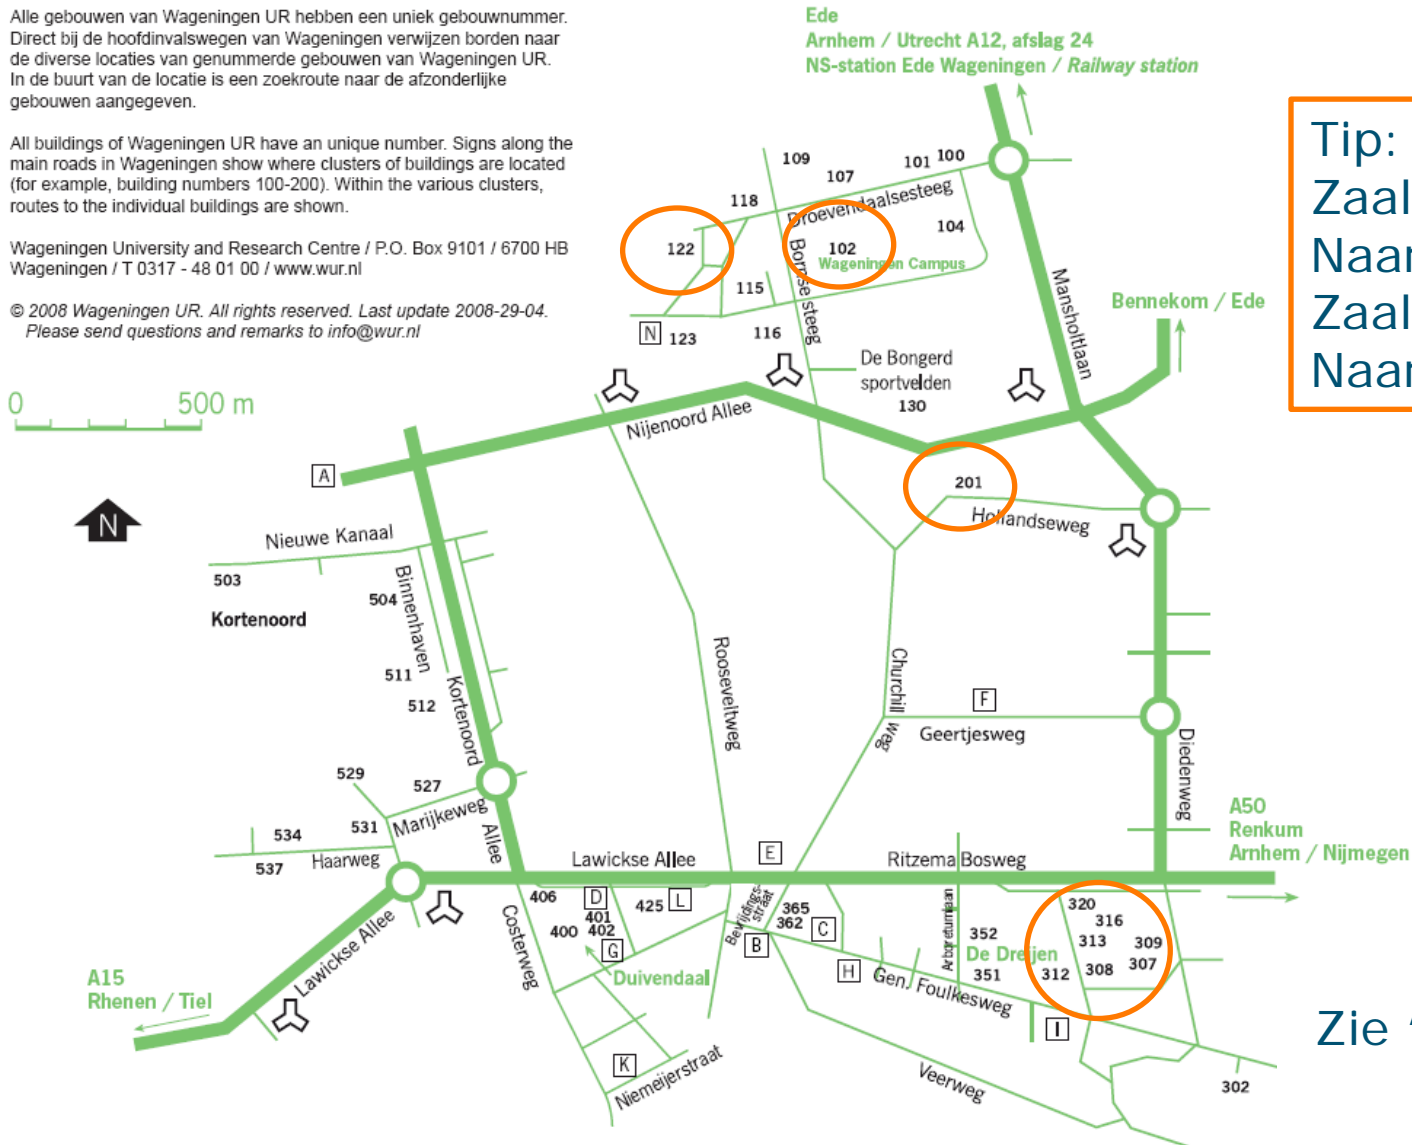 Alle gebouwen van Wageningen UR hebben een uniek gebouwnummer.
Direct bij de hoofdinvalswegen van Wageningen verwijzen borden naar
de diverse locaties van genummerde gebouwen van Wageningen UR.
In de buurt van de locatie is een zoekroute naar de afzonderlijke
gebouwen aangegeven.
All buildings of Wageningen UR have an unique number. Signs along the
main roads in Wageningen show where clusters of buildings are located
(for example, building numbers 100-200). Within the various clusters,
routes to the individual buildings are shown.
Wageningen University and Research Centre / P.O. Box 9101 / 6700 HB
Wageningen / T 0317 - 48 01 00 / www.wur.nl
© 2008 Wageningen UR. All rights reserved. Last update 2008-29-04.
Please send questions and remarks to info@wur.nl
0 500 m
N
Ede
Arnhem / Utrecht A12, afslag 24
NS-station Ede Wageningen / Railway station
Tip:
Zaal
Naar
Zaal
Naar
109
101 100
107
118
Droevendaalsesteeg
104
122
102
Wageningen Campus
Bornse steeg
115
N 123
116
Mansholtlaan
Bennekom / Ede
De Bongerd
sportvelden
130
Nijenoord Allee
A
201
Hollandseweg
Nieuwe Kanaal
503
504
Binnenhaven
Kortenoord
511
512
Kortenoord
Allee
Rooseveltweg
Churchill
weg
F
Geertjesweg
Diedenweg
529
527
Marijkeweg
531
534
Haarweg
537
A50
Renkum
Arnhem / Nijmegen
Lawickse Allee
E
Ritzema Bosweg
406
D
401
402
400
G
425
L
Costerweg
Duivendaal
Bevrijdings-
straat
365
362
C
B
H
Gen. Foulkesweg
Arboretumlaan
352
De Dreijen
351
312
320
316
313
309
308
307
I
A15
Rhenen / Tiel
Lawickse Allee
K
Niemeijerstraat
Veerweg
302
Zie '